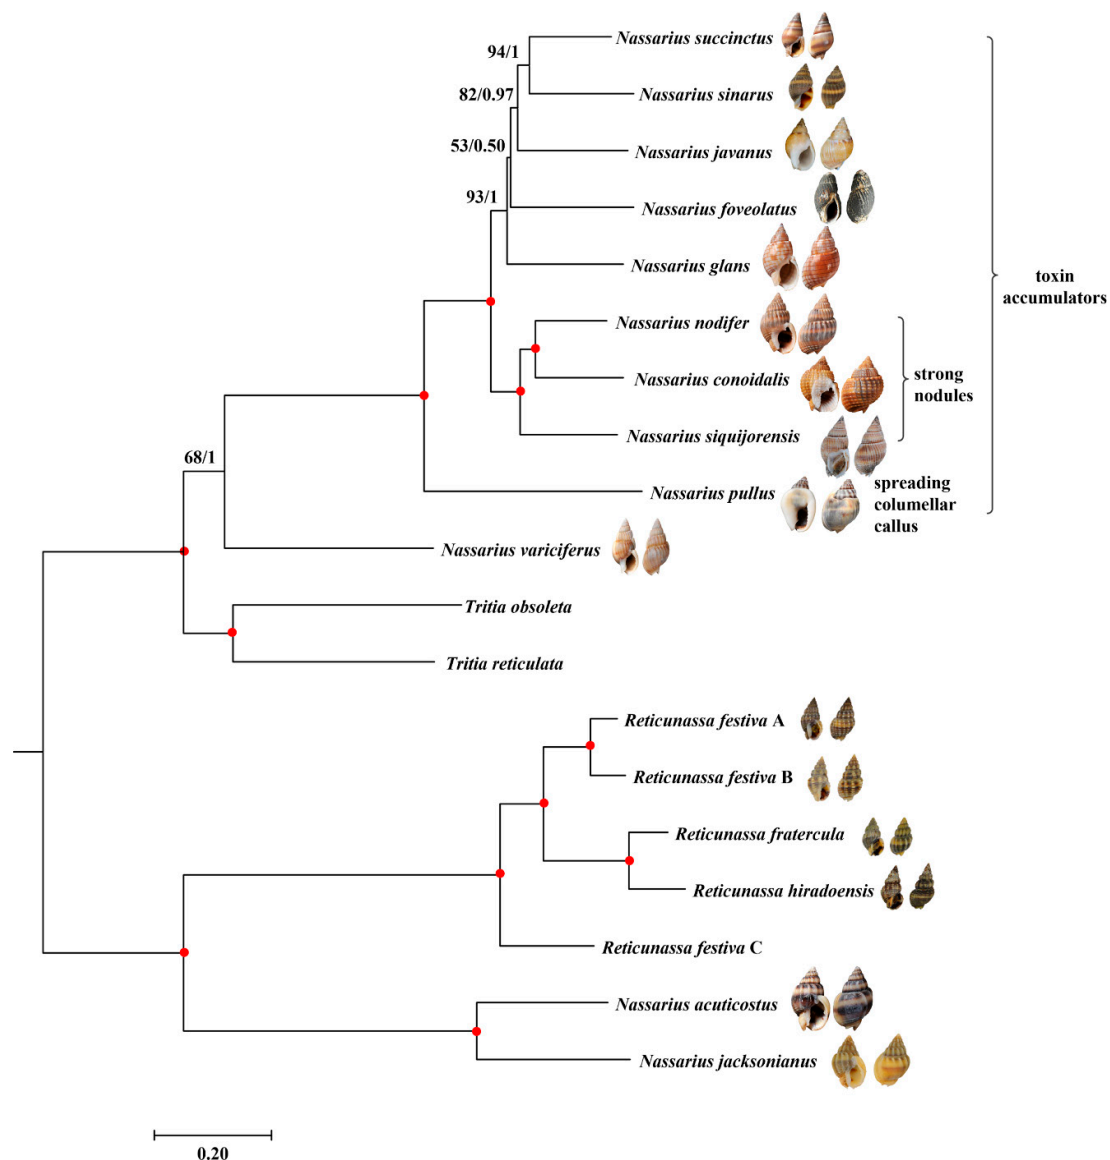 Nassarius succinctus
94/1
82/0.97
Nassarius sinarus
53/0.50
Nassarius javanus
93/1
Nassarius foveolatus
Nassarius glans
toxin
accumulators
Nassarius nodifer
Nassarius conoidalis
strong
nodules
Nassarius siquijorensis
68/1
Nassarius pullus
spreading
columellar
callus
Nassarius variciferus
Tritia obsoleta
Tritia reticulata
Reticunassa festiva A
Reticunassa festiva B
Reticunassa fratercula
Reticunassa hiradoensis
Reticunassa festiva C
Nassarius acuticostus
Nassarius jacksonianus
0.20